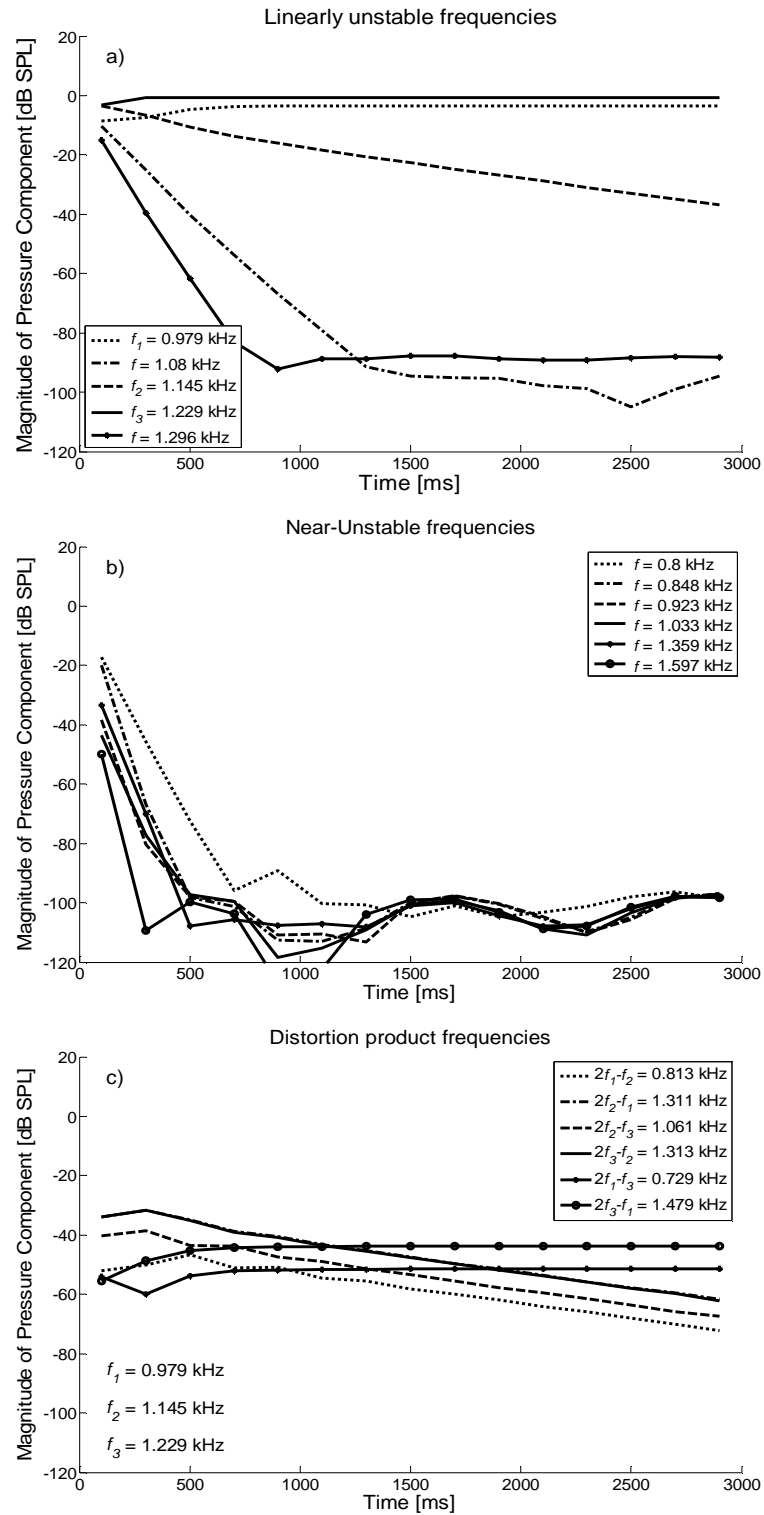 Linearly unstable frequencies
a)
Magnitude of Pressure Component [dB SPL]
20
0
-20
-40
-60
-80
-100
-120
f1 = 0.979 kHz
f = 1.08 kHz
f2 = 1.145 kHz
f3 = 1.229 kHz
f = 1.296 kHz
0 500 1000 1500 2000 2500 3000
Time [ms]
Near-Unstable frequencies
b)
Magnitude of Pressure Component [dB SPL]
20
0
-20
-40
-60
-80
-100
-120
f = 0.8 kHz
f = 0.848 kHz
f = 0.923 kHz
f = 1.033 kHz
f = 1.359 kHz
f = 1.597 kHz
0 500 1000 1500 2000 2500 3000
Time [ms]
Distortion product frequencies
c)
Magnitude of Pressure Component [dB SPL]
20
0
-20
-40
-60
-80
-100
-120
2f1-f2 = 0.813 kHz
2f2-f1 = 1.311 kHz
2f2-f3 = 1.061 kHz
2f3-f2 = 1.313 kHz
2f1-f3 = 0.729 kHz
2f3-f1 = 1.479 kHz
f1 = 0.979 kHz
f2 = 1.145 kHz
f3 = 1.229 kHz
0 500 1000 1500 2000 2500 3000
Time [ms]